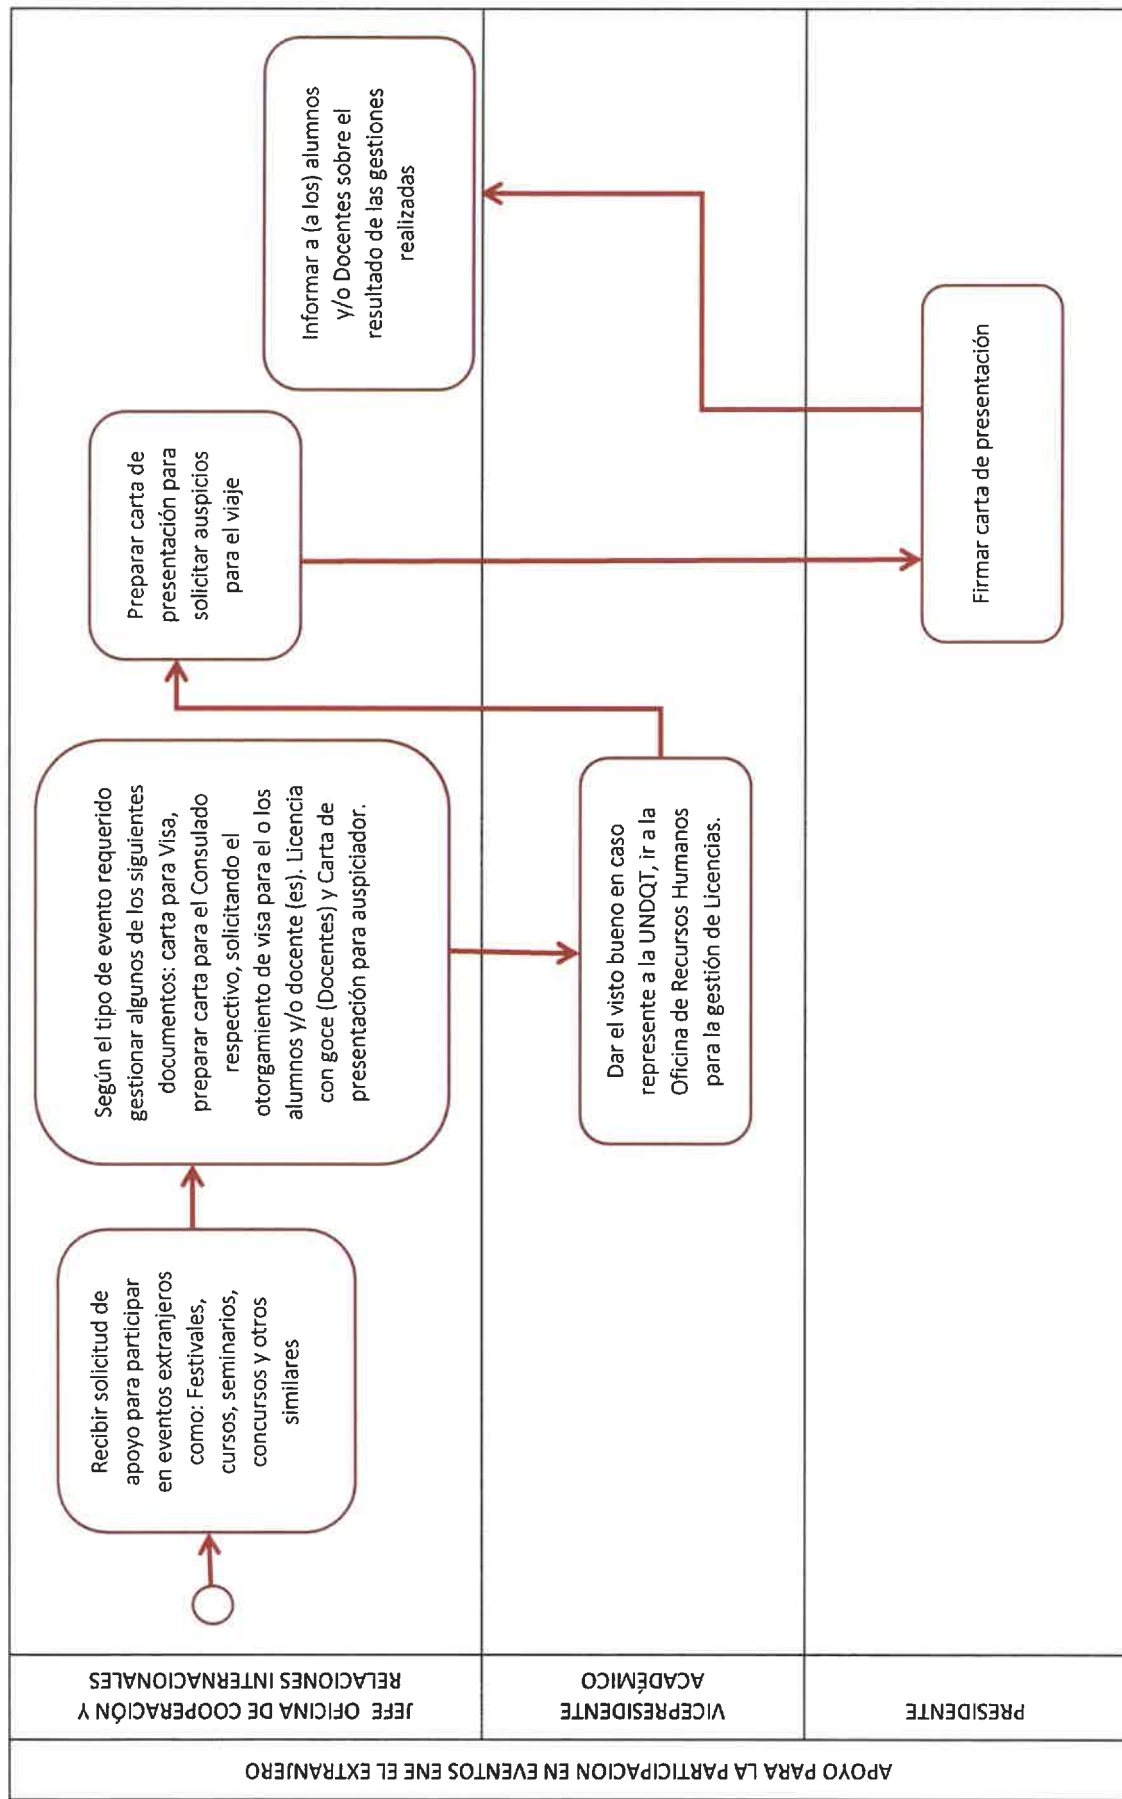 APOYO PARA LA PARTICIPACION EN EVENTOS ENE EL EXTRANJERO
JEFE OFICINA DE COOPERACIÓN Y
RELACIONES INTERNACIONALES
VICEPRESIDENTE
ACADÉMICO
PRESIDENTE
Recibir solicitud de
apoyo para participar
en eventos extranjeros
como: Festivales,
cursos, seminarios,
concursos y otros
similares
Según el tipo de evento requerido
gestionar algunos de los siguientes
documentos: carta para Visa,
preparar carta para el Consulado
respectivo, solicitando el
otorgamiento de visa para el o los
alumnos y/o docente (es). Licencia
con goce (Docentes) y Carta de
presentación para auspiciador.
Dar el visto bueno en caso
represente a la UNDQT, ir a la
Oficina de Recursos Humanos
para la gestión de Licencias.
Preparar carta de
presentación para
solicitar auspicios
para el viaje
Firmar carta de presentación
Informar a (a los) alumnos
y/o Docentes sobre el
resultado de las gestiones
realizadas